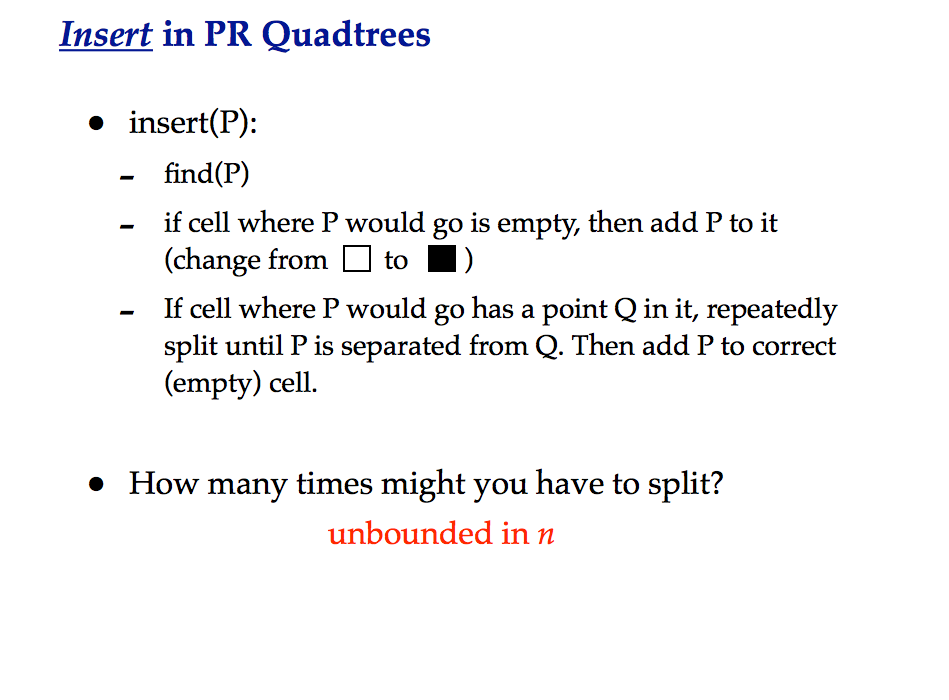 Insert in PR Quadtrees
● insert(P):
– find(P)
– if cell where P would go is empty, then add P to it
(change from □ to ■ )
– If cell where P would go has a point Q in it, repeatedly
split until P is separated from Q. Then add P to correct
(empty) cell.
● How many times might you have to split?
unbounded in n